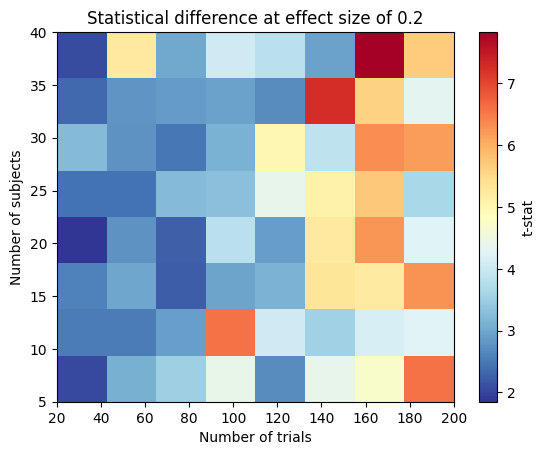 Statistical difference at effect size of 0.2
Number of subjects
40
35
30
25
20
15
10
5
20 40 60 80 100 120 140 160 180 200
Number of trials
7
6
5
4
3
2
t-stat